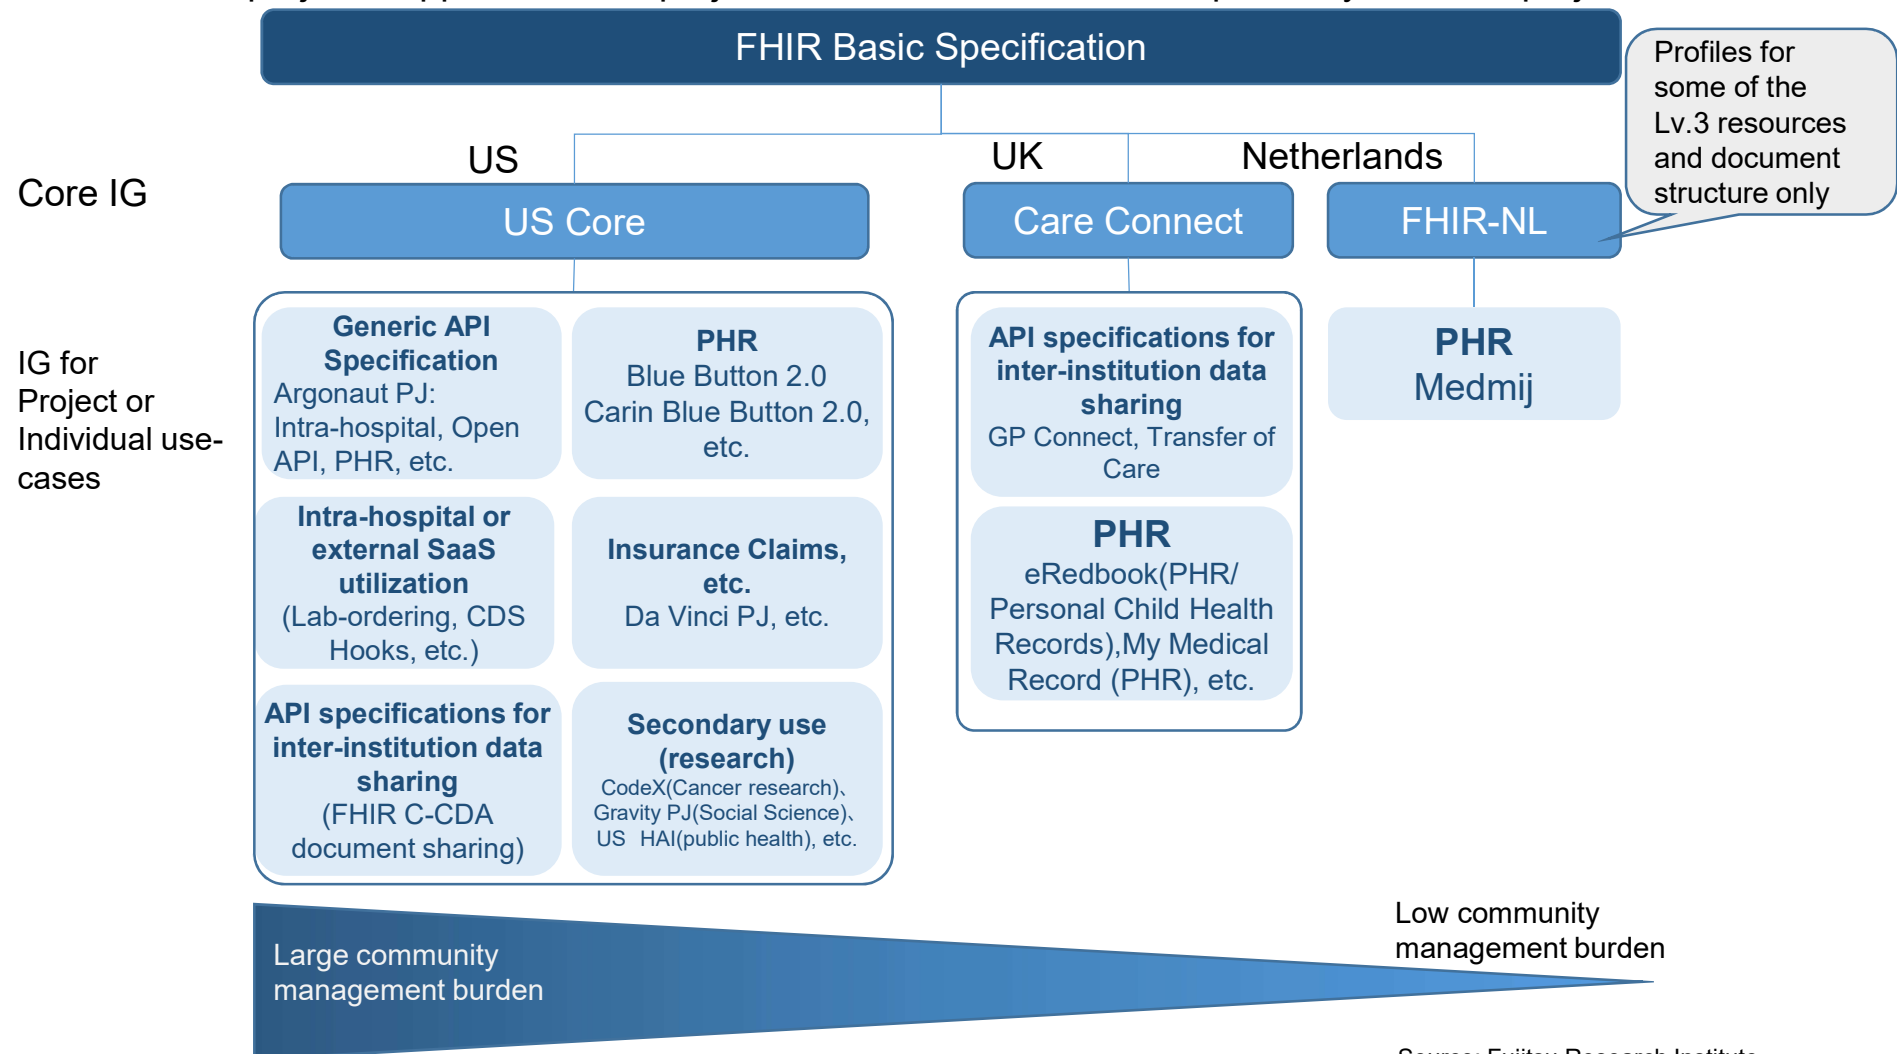 FHIR Basic Specification
Profiles for
some of the
Lv.3 resources
and document
structure only
US
UK
Netherlands
Core IG
US Core
Care Connect
FHIR-NL
IG for
Project or
Individual use-
cases
Generic API
Specification
Argonaut PJ:
Intra-hospital, Open
API, PHR, etc.
PHR
Blue Button 2.0
Carin Blue Button 2.0,
etc.
Intra-hospital or
external SaaS
utilization
(Lab-ordering, CDS
Hooks, etc.)
Insurance Claims,
etc.
Da Vinci PJ, etc.
API specifications for
inter-institution data
sharing
(FHIR C-CDA
document sharing)
Secondary use
(research)
CodeX(Cancer research)、
Gravity PJ(Social Science)、
US  HAI(public health), etc.
API specifications for
inter-institution data
sharing
GP Connect, Transfer of
Care
PHR
eRedbook(PHR/
Personal Child Health
Records),My Medical
Record (PHR), etc.
PHR
Medmij
Large community
management burden
Low community
management burden
Source: Fujitsu Research Institute